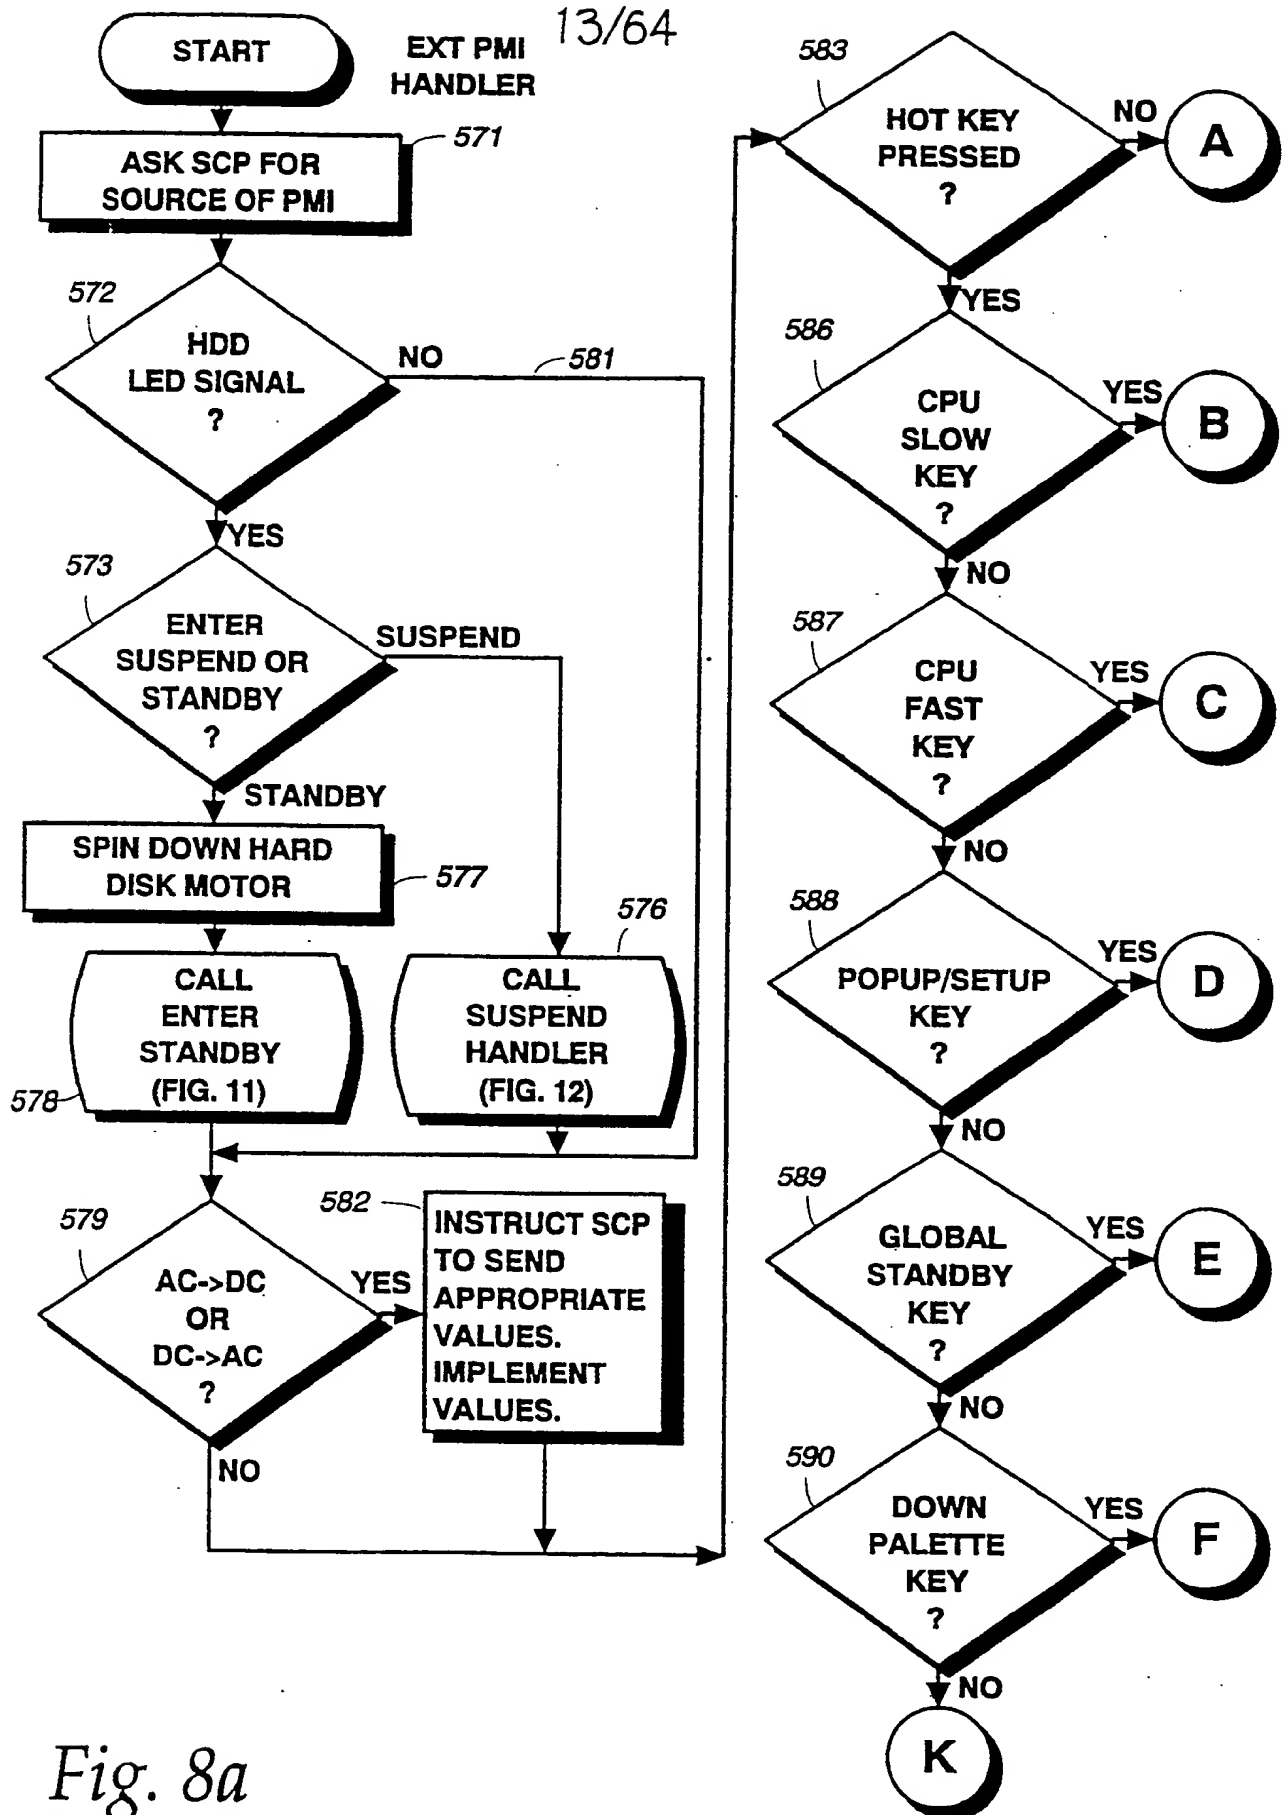 13/64
START
EXT PMI
HANDLER
571
ASK SCP FOR
SOURCE OF PMI
572
HDD
LED SIGNAL
?
NO
581
YES
573
ENTER
SUSPEND OR
STANDBY
?
SUSPEND
STANDBY
SPIN DOWN HARD
DISK MOTOR
577
576
CALL
ENTER
STANDBY
(FIG. 11)
578
CALL
SUSPEND
HANDLER
(FIG. 12)
579
AC->DC
OR
DC->AC
?
YES
582
INSTRUCT SCP
TO SEND
APPROPRIATE
VALUES.
IMPLEMENT
VALUES.
NO
583
HOT KEY
PRESSED
?
NO
A
YES
586
CPU
SLOW
KEY
?
YES
B
NO
587
CPU
FAST
KEY
?
YES
C
NO
588
POPUP/SETUP
KEY
?
YES
D
NO
589
GLOBAL
STANDBY
KEY
?
YES
E
NO
590
DOWN
PALETTE
KEY
?
YES
F
NO
K
Fig. 8a